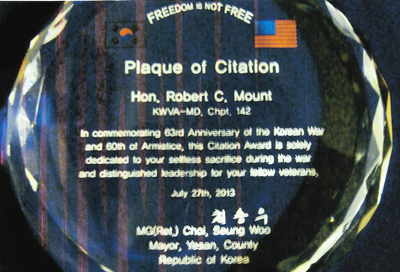 FREEDOM IS NOT FREE
Plaque of Citation
Hon. Robert C. Mount
KWVA-MD, Chpt. 142
In commemorating 63rd Anniversary of the Korean War
and 60th of Armistice, this Citation Award is solely
dedicated to your selfless sacrifice during the war
and distinguished leadership for your fellow veterans,
July 27th, 2013
MG(Ret.) Choi, Seung Woo
Mayor, Yesan, County
Republic of Korea